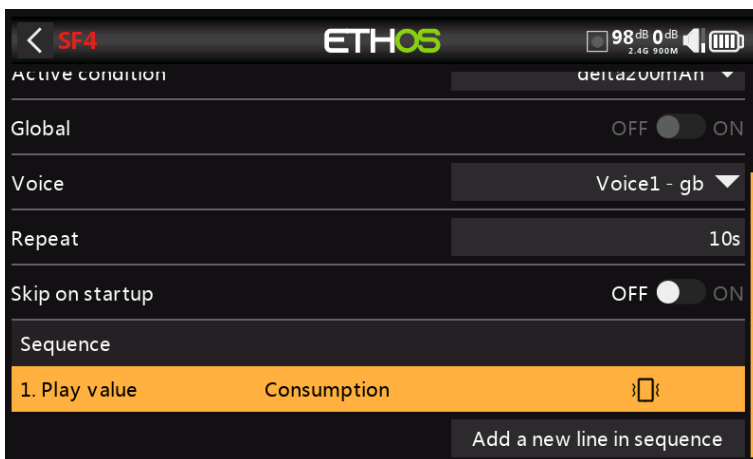 SF4 ETHOS 98dB 0dB
2.4G 900M
Active condition delta200mAh
Global OFF ON
Voice Voice1 - gb
Repeat 10s
Skip on startup OFF ON
Sequence
1. Play value Consumption
Add a new line in sequence